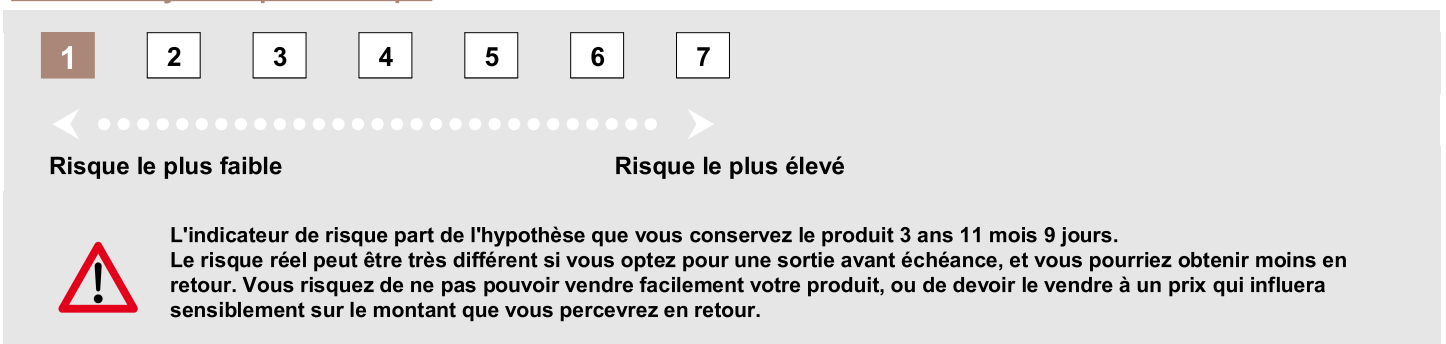 1 2 3 4 5 6 7
Risque le plus faible Risque le plus élevé
L'indicateur de risque part de l'hypothèse que vous conservez le produit 3 ans 11 mois 9 jours.
Le risque réel peut être très différent si vous optez pour une sortie avant échéance, et vous pourriez obtenir moins en
retour. Vous risquez de ne pas pouvoir vendre facilement votre produit, ou de devoir le vendre à un prix qui influera
sensiblement sur le montant que vous percevrez en retour.